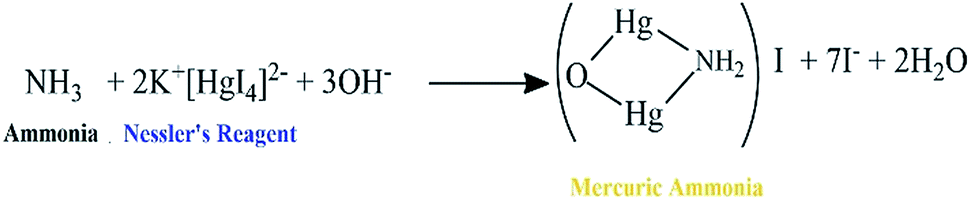 NH₃ + 2K⁺[HgI₄]²⁻ + 3OH⁻ ( Hg O NH₂ Hg ) I + 7I⁻ + 2H₂O
Ammonia . Nessler's Reagent
Mercuric Ammonia